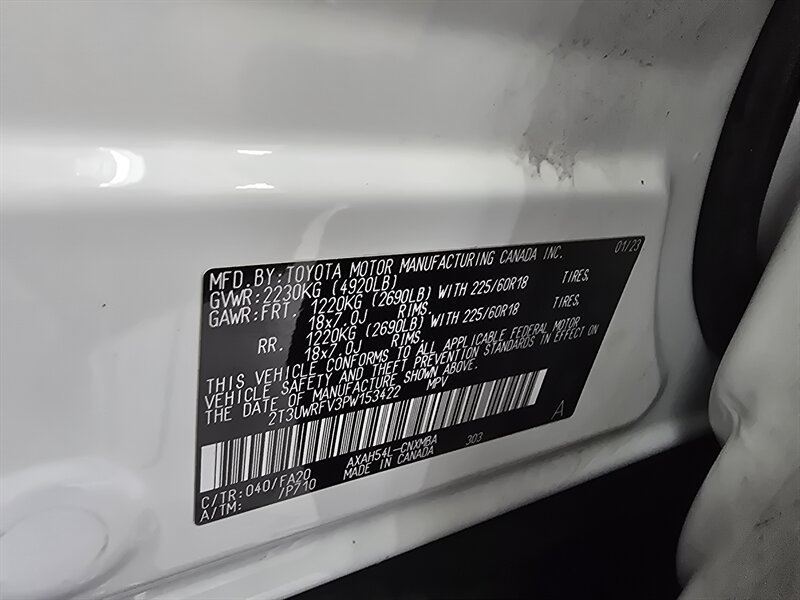 MFD.BY:TOYOTA MOTOR MANUFACTURING CANADA INC. 01/23
GVWR:2230KG (4920LB)
GAWR:FRT. 1220KG (2690LB) WITH 225/60R18 TIRES,
18x7.0J RIMS,
RR. 1220KG (2690LB) WITH 225/60R18 TIRES,
18x7.0J RIMS,
THIS VEHICLE CONFORMS TO ALL APPLICABLE FEDERAL MOTOR
VEHICLE SAFETY AND THEFT PREVENTION STANDARDS IN EFFECT ON
THE DATE OF MANUFACTURE SHOWN ABOVE.
2T3UWRFV3PW153422 MPV
A
C/TR:040/FA20 AXAH54L-CNXMBA 303
A/TM: /P710 MADE IN CANADA